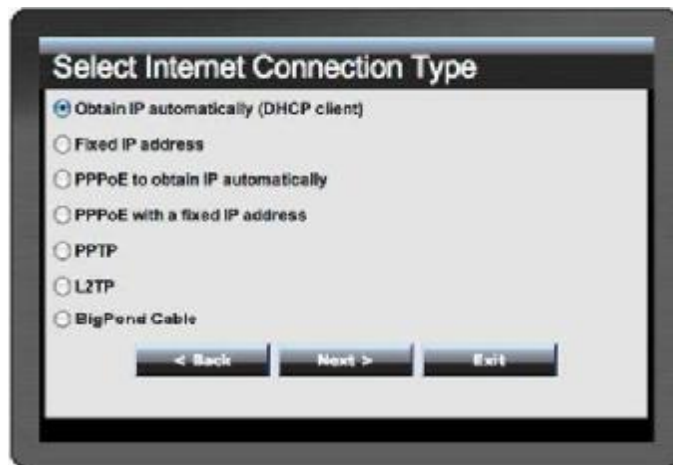 Select Internet Connection Type
Obtain IP automatically (DHCP client)
Fixed IP address
PPPoE to obtain IP automatically
PPPoE with a fixed IP address
PPTP
L2TP
BigPond Cable
< Back Next > Exit